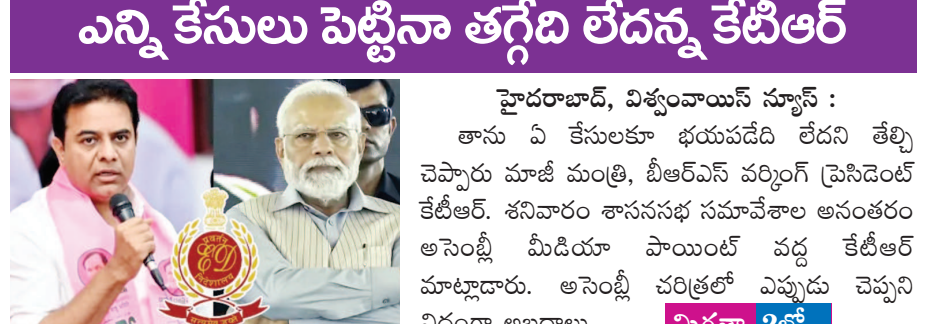 ఎన్ని కేసులు పెట్టినా తగ్గేది లేదన్న కేటీఆర్
హైదరాబాద్, విశ్వంవాయిస్ న్యూస్ :
తాను ఏ కేసులకూ భయపడేది లేదని తేల్చి
చెప్పారు మాజీ మంత్రి, బీఆర్ఎస్ వర్కింగ్ ప్రెసిడెంట్
కేటీఆర్. శనివారం శాసనసభ సమావేశాల అనంతరం
అసెంబ్లీ మీడియా పాయింట్ వద్ద కేటీఆర్
మాట్లాడారు. అసెంబ్లీ చరిత్రలో ఎప్పుడు చెప్పని